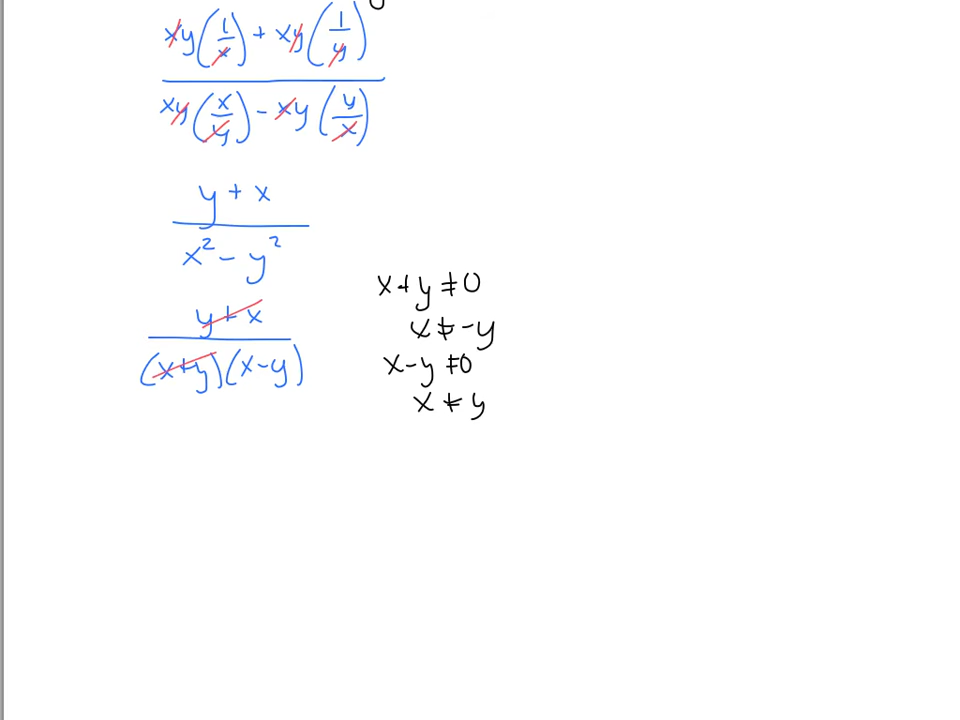 xy(1/x) + xy(1/y)
xy(x/y) - xy(y/x)
y + x
x² - y²
x + y ≠ 0
y + x
x ≠ -y
(x+y)(x-y)
x - y ≠ 0
x ≠ y